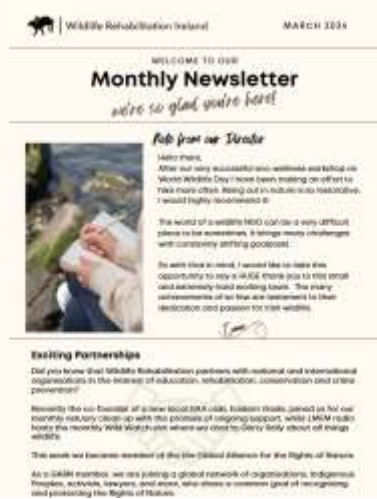 Wildlife Rehabilitation Ireland
MARCH 2024
WELCOME TO OUR
Monthly Newsletter
we're so glad you're here!
Note from our Director
Hello there,
After our very successful eco wellness workshop on
World Wildlife Day I have been making an effort to
hike more often. Being out in nature is so restorative.
I would highly recommend it!
The world of a wildlife NGO can be a very difficult
place to be sometimes, it brings many challenges
with constantly shifting goalposts.
So with that in mind, I would like to take this
opportunity to say a HUGE thank you to this small
and extremely hard working team. The many
achievements of so few are testament to their
dedication and passion for Irish wildlife.
Exciting Partnerships
Did you know that Wildlife Rehabilitation partners with national and international
organisations in the interest of education, rehabilitation, conservation and crime
prevention?
Recently the co-founder of a new local club, joined us for our
monthly estuary clean up with the promise of ongoing support, while LMFM radio
hosts the monthly Wild Watch slot where we chat to Gerry Kelly about all things
wildlife.
This week we became member of the the Global Alliance for the Rights of Nature.
As a GARN member, we are joining a global network of organisations, Indigenous
Peoples, activists, lawyers, and more, who share a common goal of recognising
and protecting the Rights of Nature.